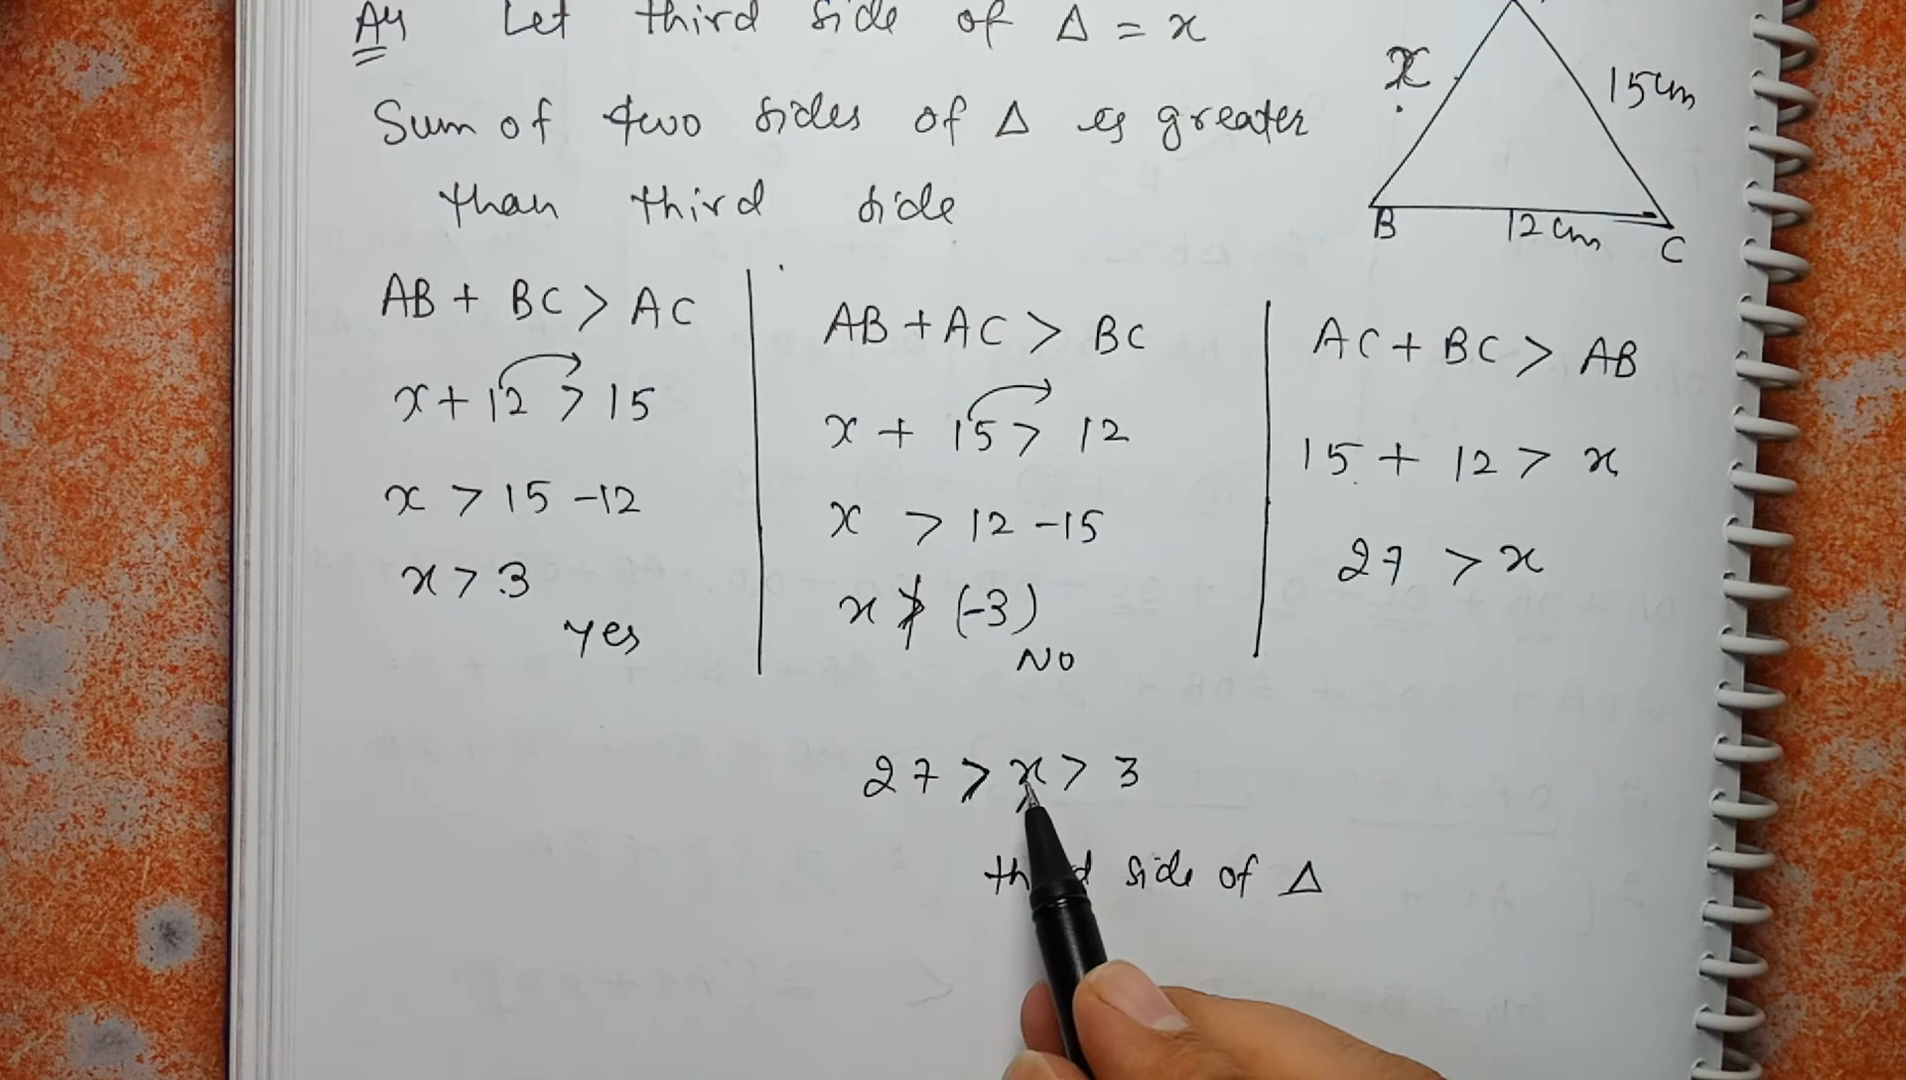 A4 Let third side of Δ = x
Sum of two sides of Δ is greater
than third side
x
15cm
B
12 cm
C
AB + BC > AC
x + 12 > 15
x > 15 - 12
x > 3
Yes
AB + AC > BC
x + 15 > 12
x > 12 - 15
x ≯ (-3)
NO
AC + BC > AB
15 + 12 > x
27 > x
27 > x > 3
side of Δ